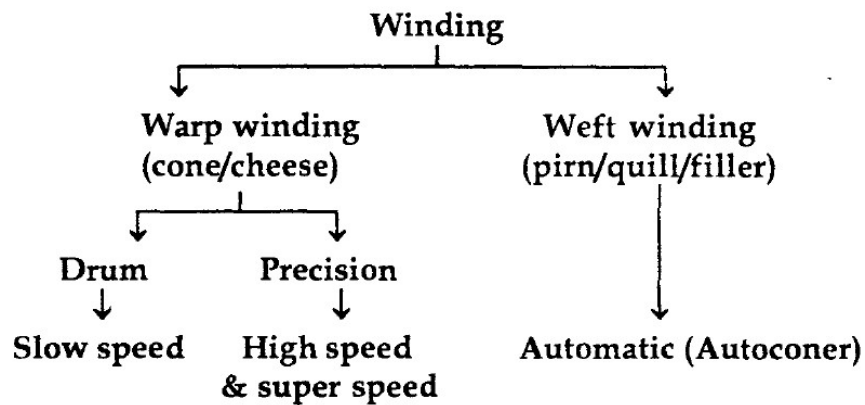 Winding
Warp winding
(cone/cheese)
Weft winding
(pirn/quill/filler)
Drum
Precision
Slow speed
High speed
& super speed
Automatic (Autoconer)